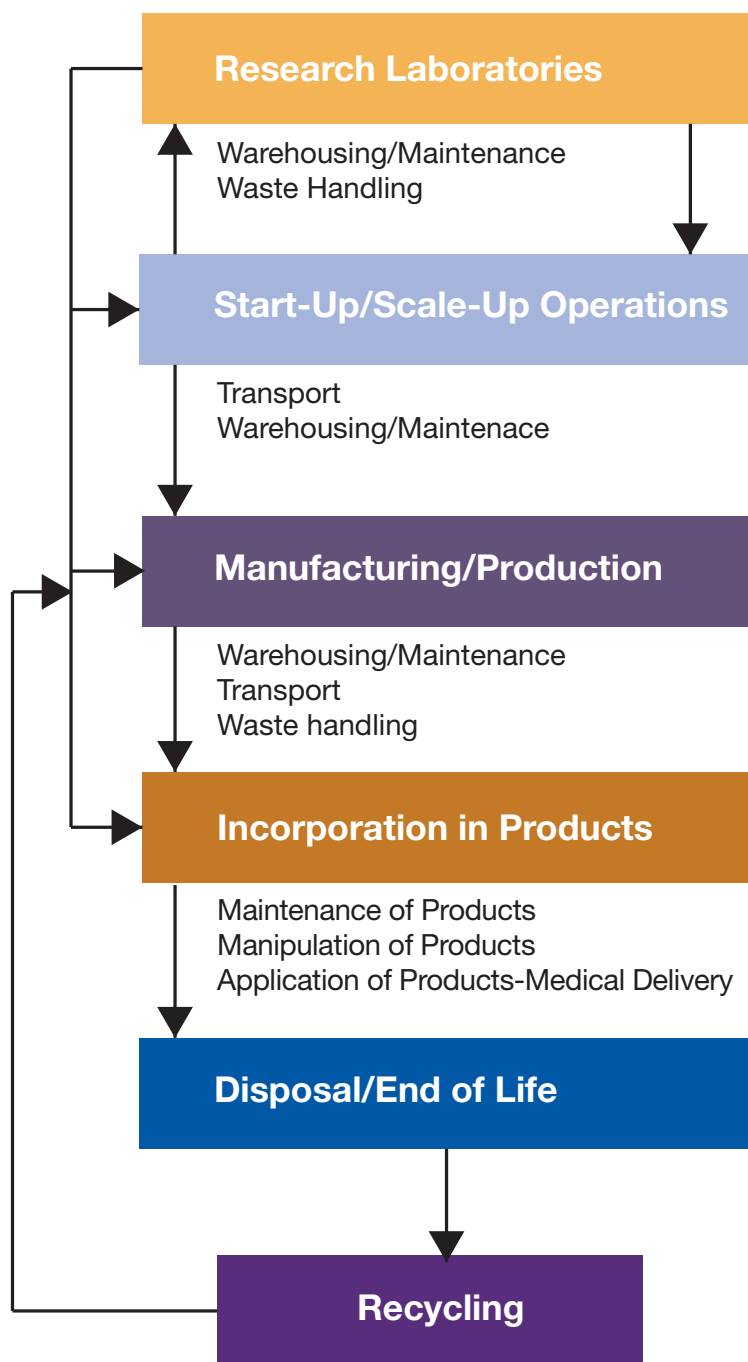 Research Laboratories
Warehousing/Maintenance
Waste Handling
Start-Up/Scale-Up Operations
Transport
Warehousing/Maintenace
Manufacturing/Production
Warehousing/Maintenance
Transport
Waste handling
Incorporation in Products
Maintenance of Products
Manipulation of Products
Application of Products-Medical Delivery
Disposal/End of Life
Recycling